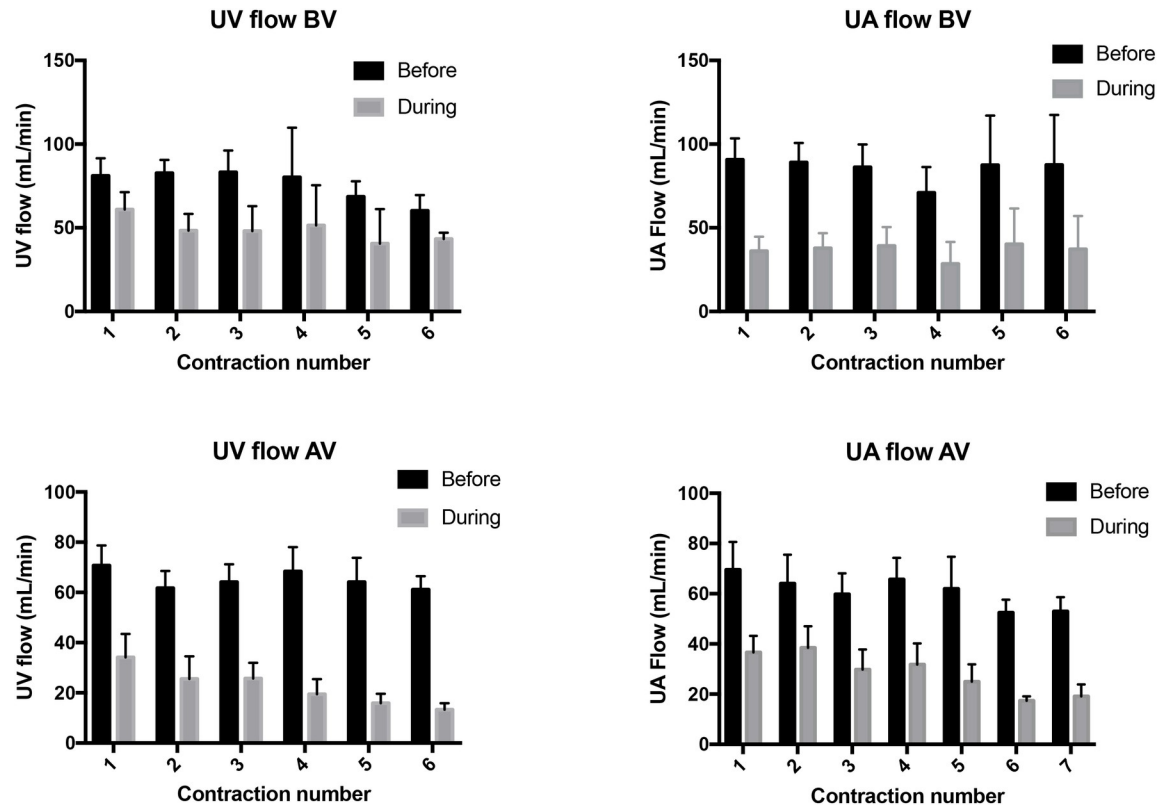 UV flow BV
150
100
50
0
UV flow (mL/min)
Before
During
1 2 3 4 5 6
Contraction number
UA flow BV
150
100
50
0
UA Flow (mL/min)
Before
During
1 2 3 4 5 6
Contraction number
UV flow AV
100
80
60
40
20
0
UV flow (mL/min)
Before
During
1 2 3 4 5 6
Contraction number
UA flow AV
100
80
60
40
20
0
UA Flow (mL/min)
Before
During
1 2 3 4 5 6 7
Contraction number